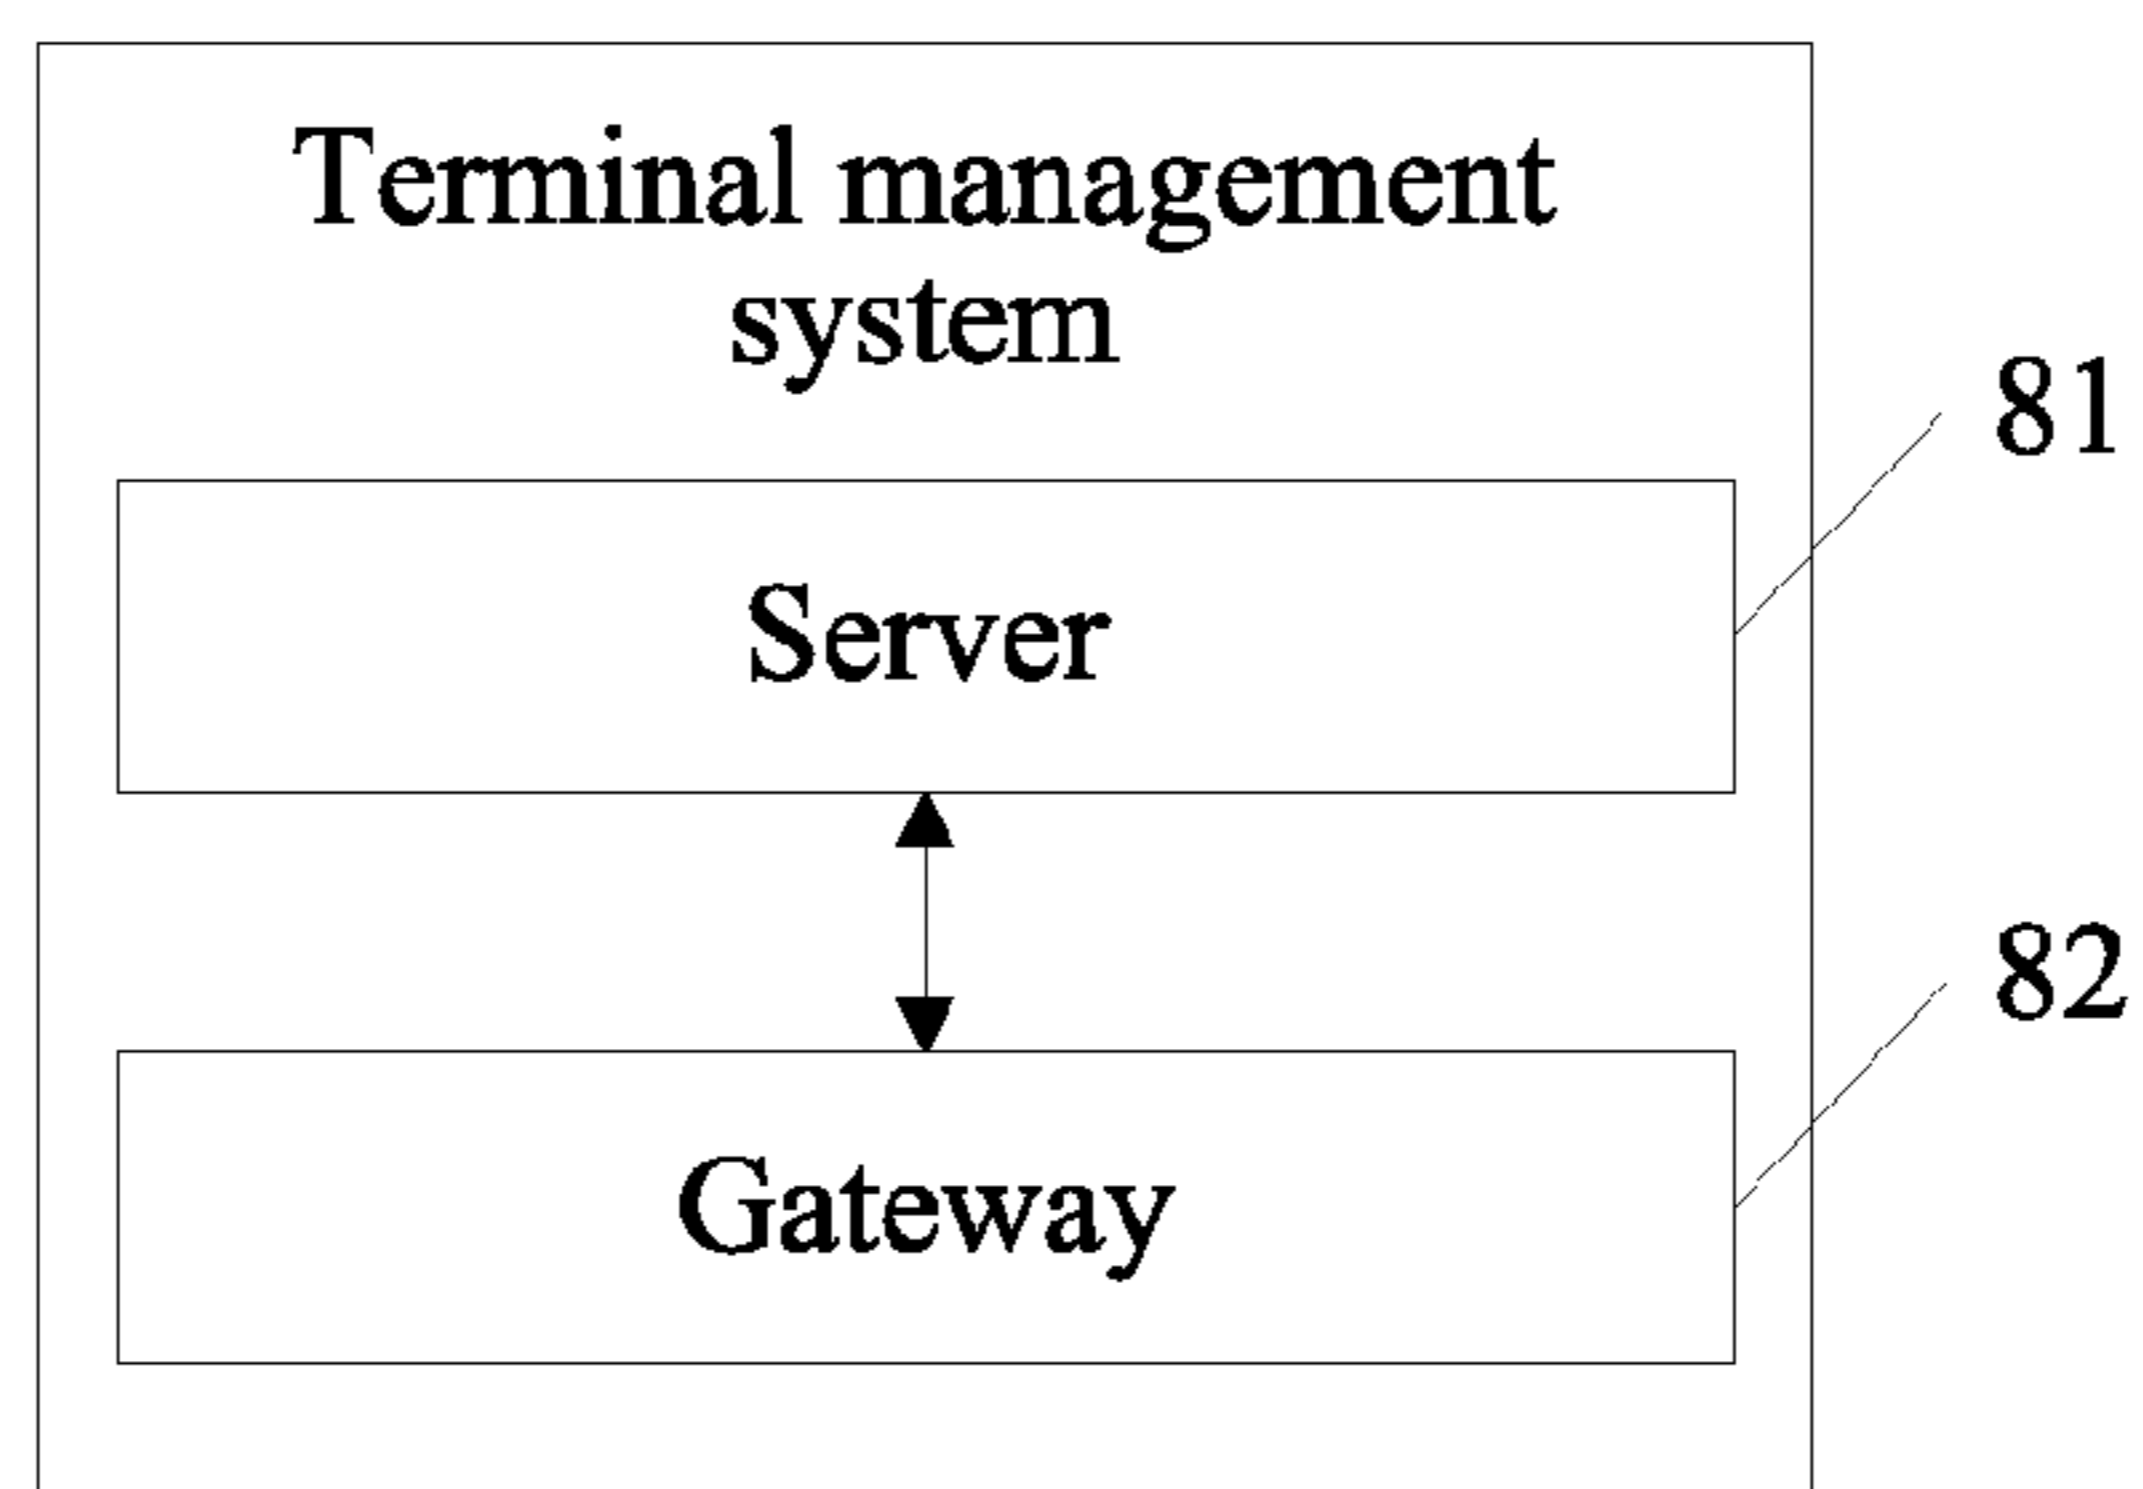 Terminal management
system
81
Server
82
Gateway